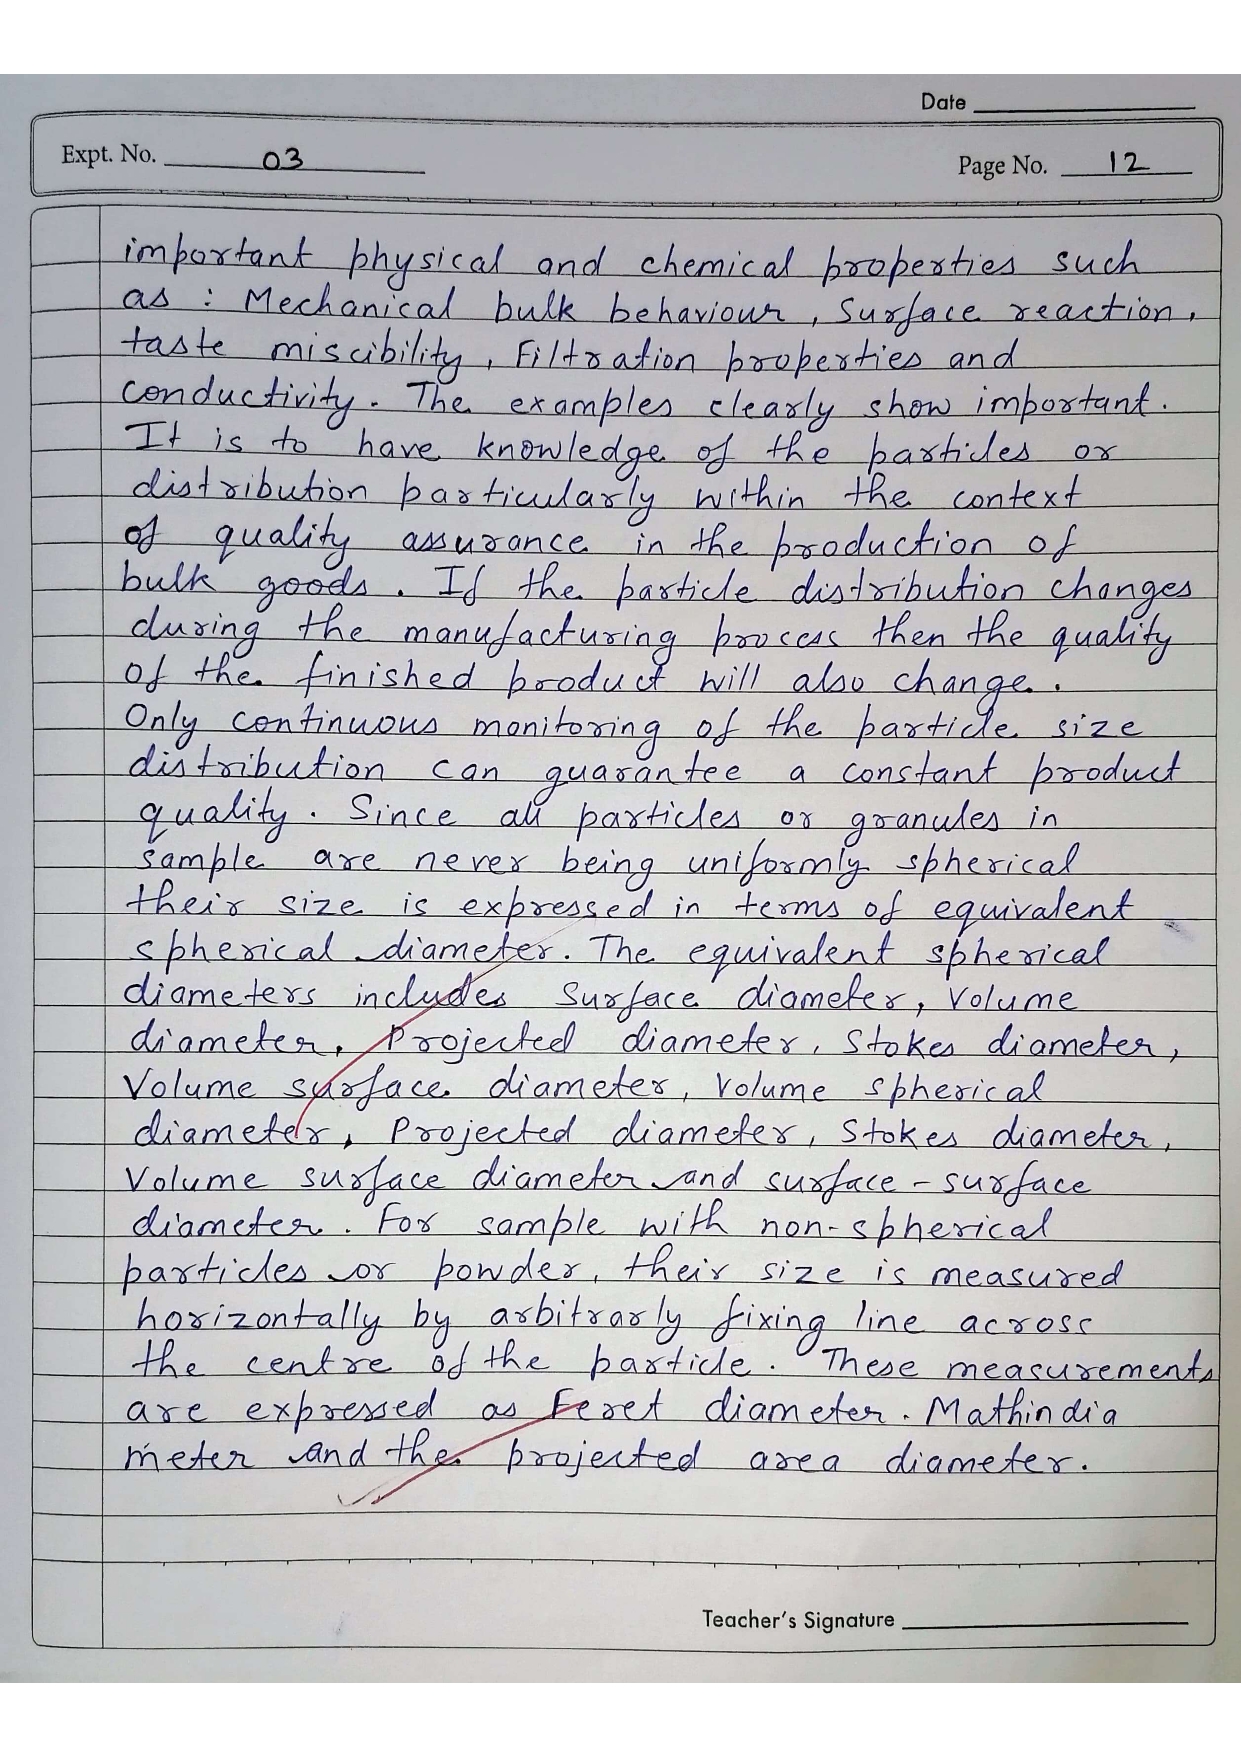 Date
Expt. No. 03
Page No. 12
important physical and chemical properties such
as : Mechanical bulk behaviour, Surface reaction,
taste miscibility, Filtration properties and
conductivity. The examples clearly show important.
It is to have knowledge of the particles or
distribution particularly within the context
of quality assurance in the production of
bulk goods. If the particle distribution changes
during the manufacturing process then the quality
of the finished product will also change.
Only continuous monitoring of the particle size
distribution can guarantee a constant product
quality. Since all particles or granules in
sample are never being uniformly spherical
their size is expressed in terms of equivalent
spherical diameter. The equivalent spherical
diameters includes Surface diameter, Volume
diameter, Projected diameter, Stokes diameter,
Volume surface diameter, Volume spherical
diameter, Projected diameter, Stokes diameter,
Volume surface diameter and surface-surface
diameter. For sample with non-spherical
particles or powder, their size is measured
horizontally by arbitrarly fixing line across
the centre of the particle. These measurements
are expressed as Feret diameter. Mathindia
meter and the projected area diameter.
Teacher's Signature